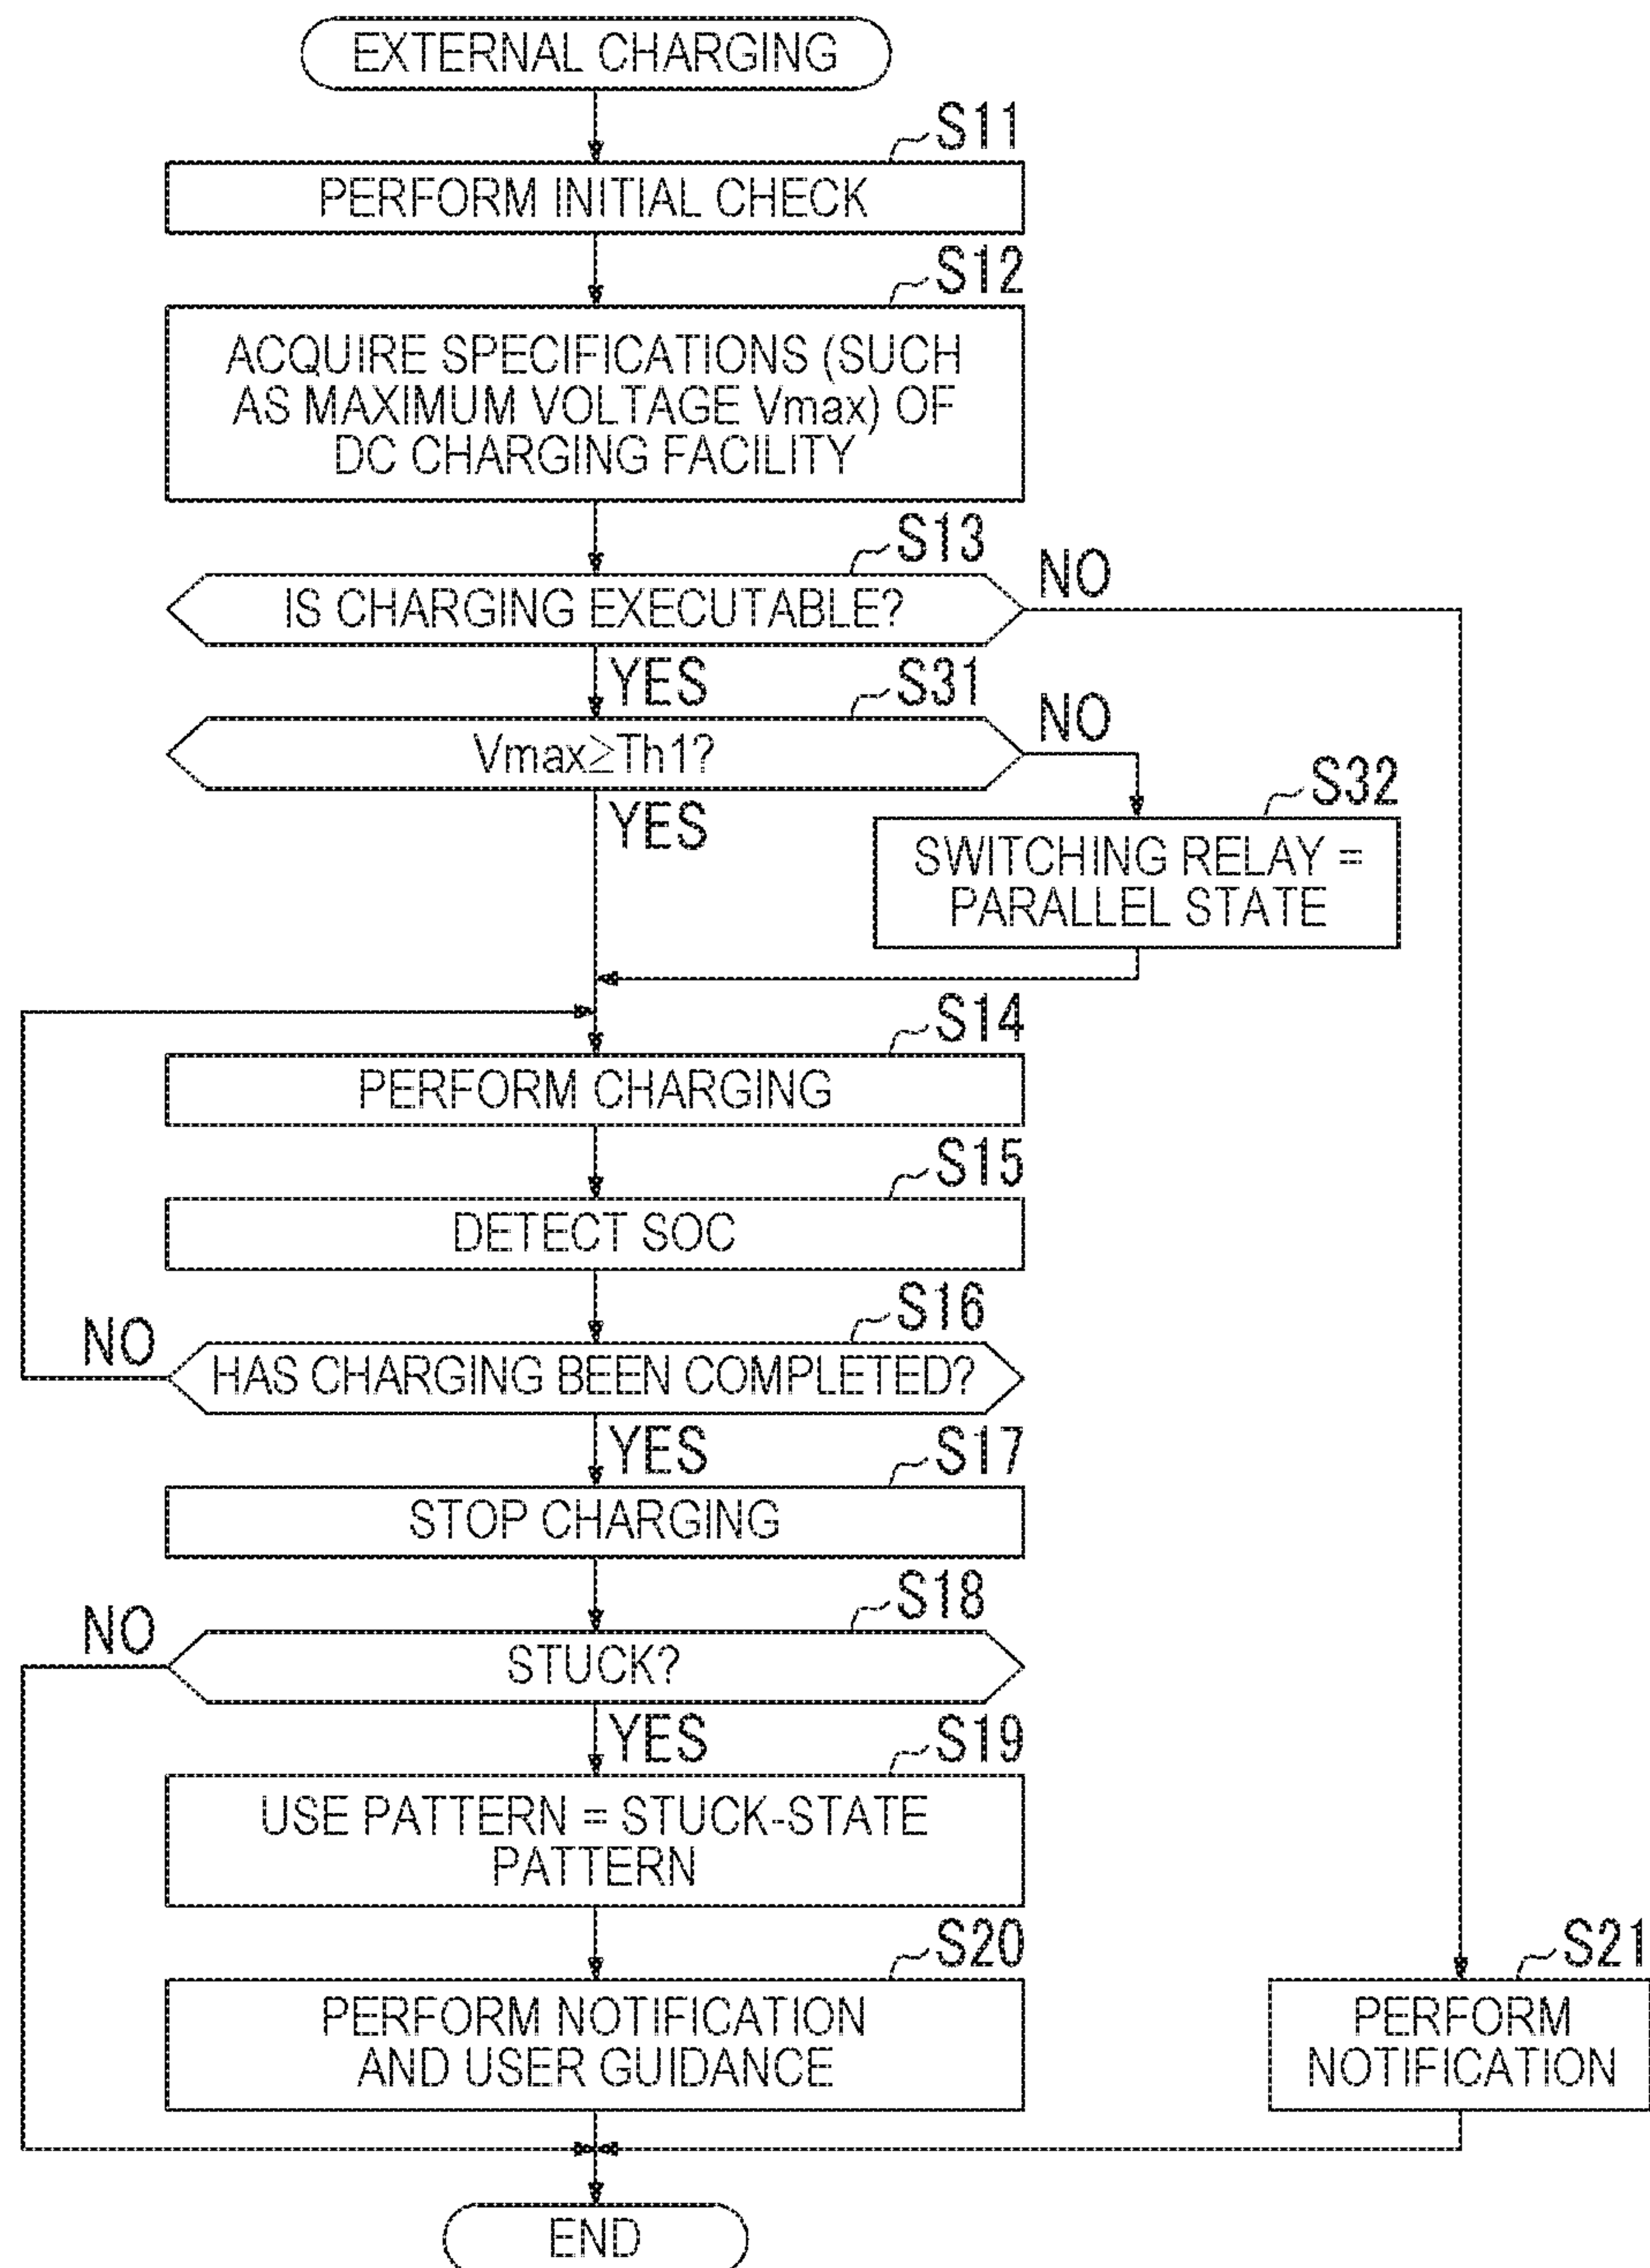 EXTERNAL CHARGING
S11
PERFORM INITIAL CHECK
S12
ACQUIRE SPECIFICATIONS (SUCH
AS MAXIMUM VOLTAGE Vmax) OF
DC CHARGING FACILITY
S13
IS CHARGING EXECUTABLE?
NO
YES
S31
Vmax≥Th1?
NO
YES
S32
SWITCHING RELAY =
PARALLEL STATE
S14
PERFORM CHARGING
S15
DETECT SOC
S16
NO
HAS CHARGING BEEN COMPLETED?
YES
S17
STOP CHARGING
S18
NO
STUCK?
YES
S19
USE PATTERN = STUCK-STATE
PATTERN
S20
PERFORM NOTIFICATION
AND USER GUIDANCE
S21
PERFORM
NOTIFICATION
END